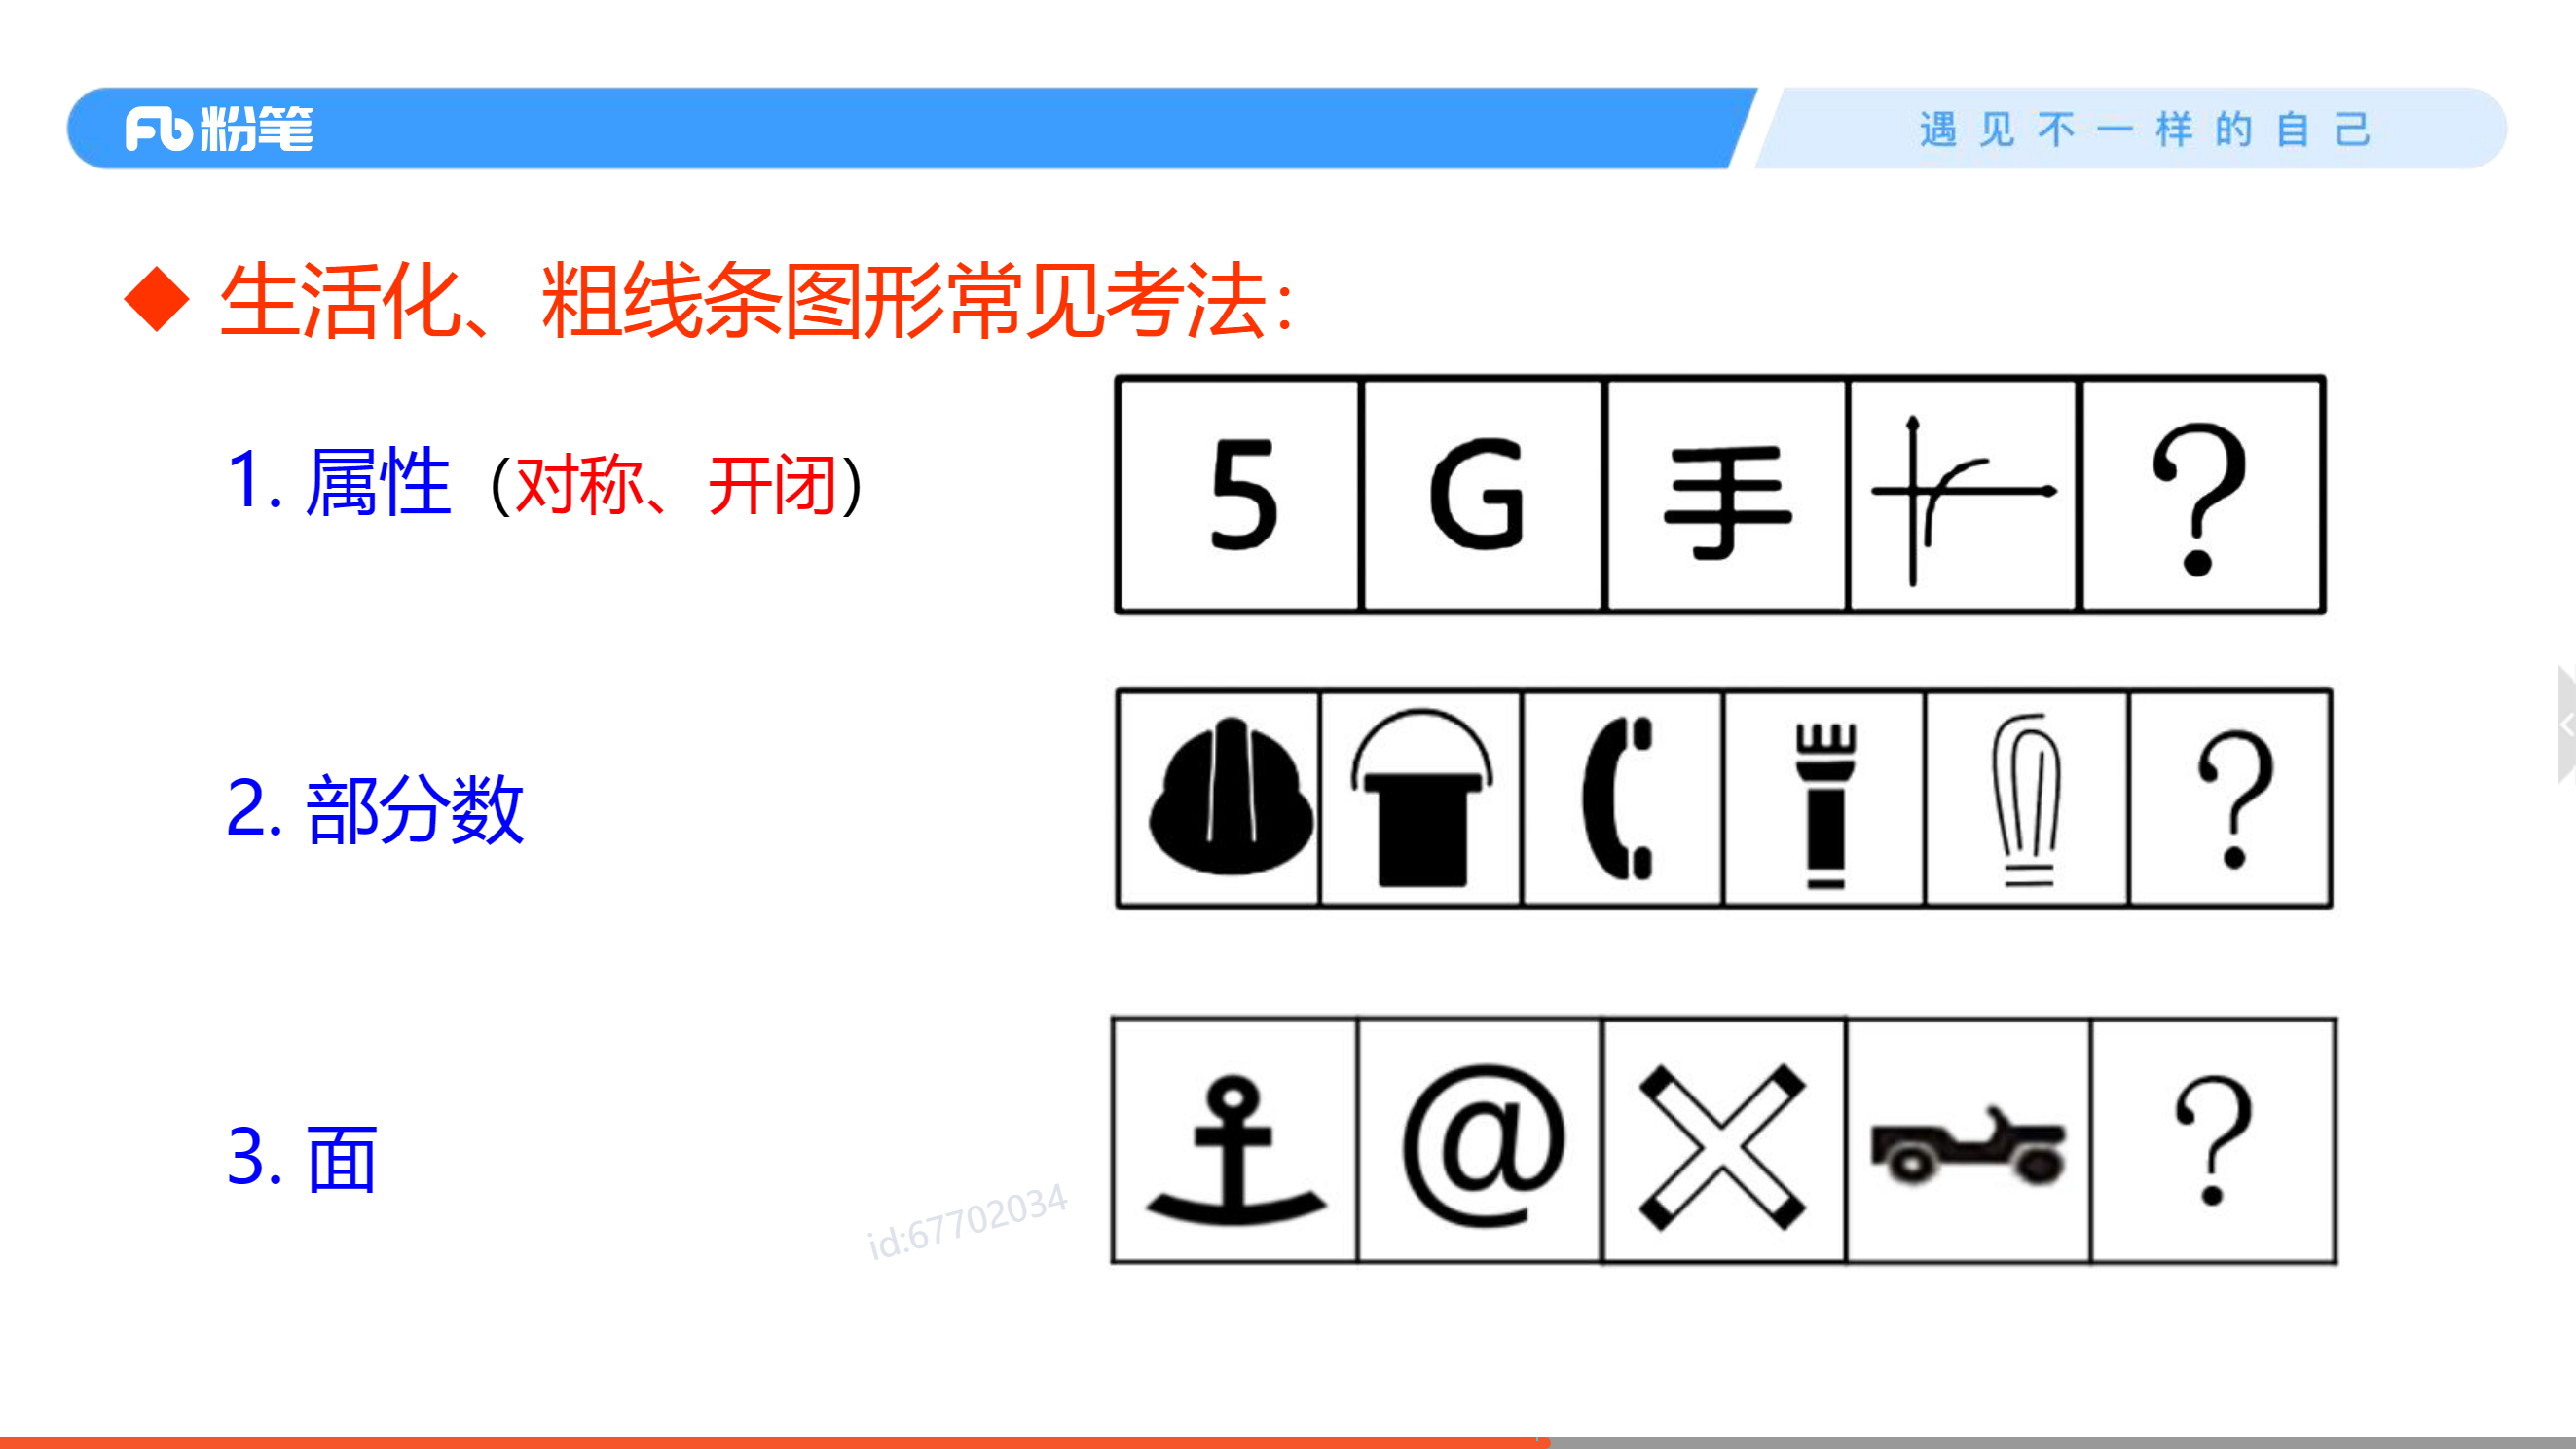 粉笔
遇见不一样的自己
◆ 生活化、粗线条图形常见考法：
1. 属性（对称、开闭）
5 G 手 ?
2. 部分数
?
3. 面
@ ?
id:67702034